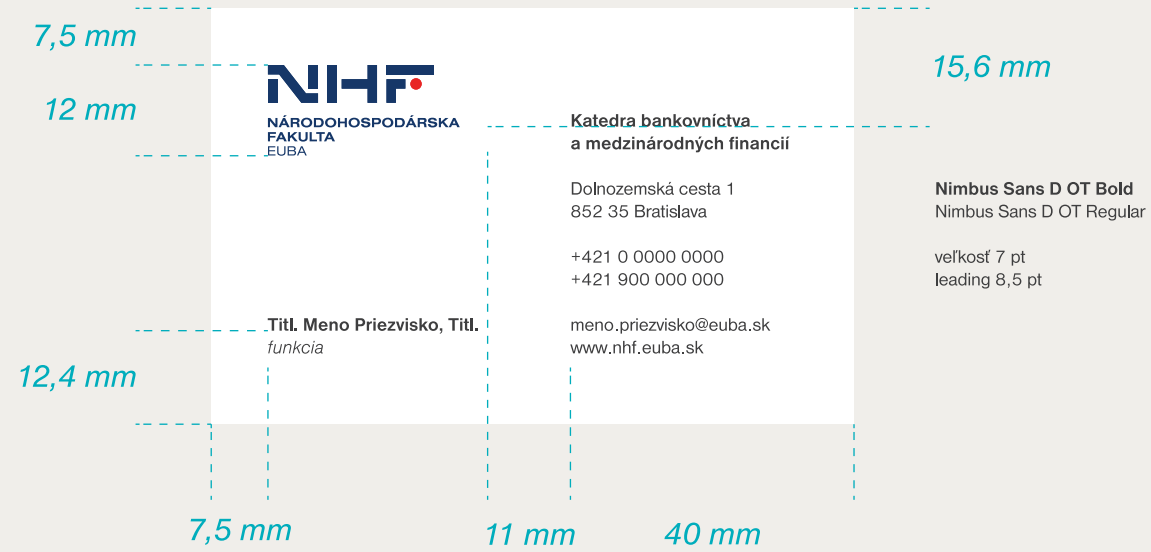 7,5 mm
12 mm
12,4 mm
NHF
NÁRODOHOSPODÁRSKA
FAKULTA
EUBA
Titl. Meno Priezvisko, Titl.
funkcia
Katedra bankovníctva
a medzinárodných financií
Dolnozemská cesta 1
852 35 Bratislava
+421 0 0000 0000
+421 900 000 000
meno.priezvisko@euba.sk
www.nhf.euba.sk
15,6 mm
Nimbus Sans D OT Bold
Nimbus Sans D OT Regular
veľkosť 7 pt
leading 8,5 pt
7,5 mm
11 mm
40 mm